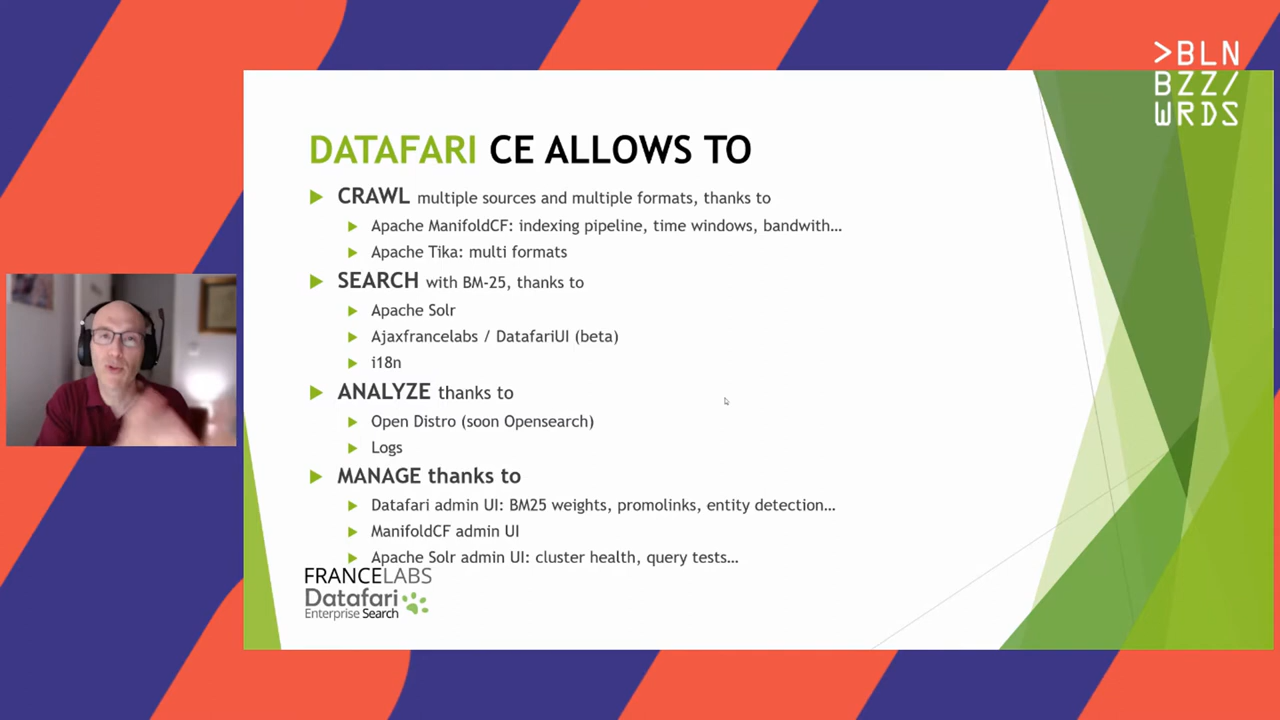 >BLN
BZZ/
WRDS
DATAFARI CE ALLOWS TO
CRAWL multiple sources and multiple formats, thanks to
Apache ManifoldCF: indexing pipeline, time windows, bandwith…
Apache Tika: multi formats
SEARCH with BM-25, thanks to
Apache Solr
Ajaxfrancelabs / DatafariUI (beta)
i18n
ANALYZE thanks to
Open Distro (soon Opensearch)
Logs
MANAGE thanks to
Datafari admin UI: BM25 weights, promolinks, entity detection…
ManifoldCF admin UI
Apache Solr admin UI: cluster health, query tests…
FRANCELABS
Datafari
Enterprise Search